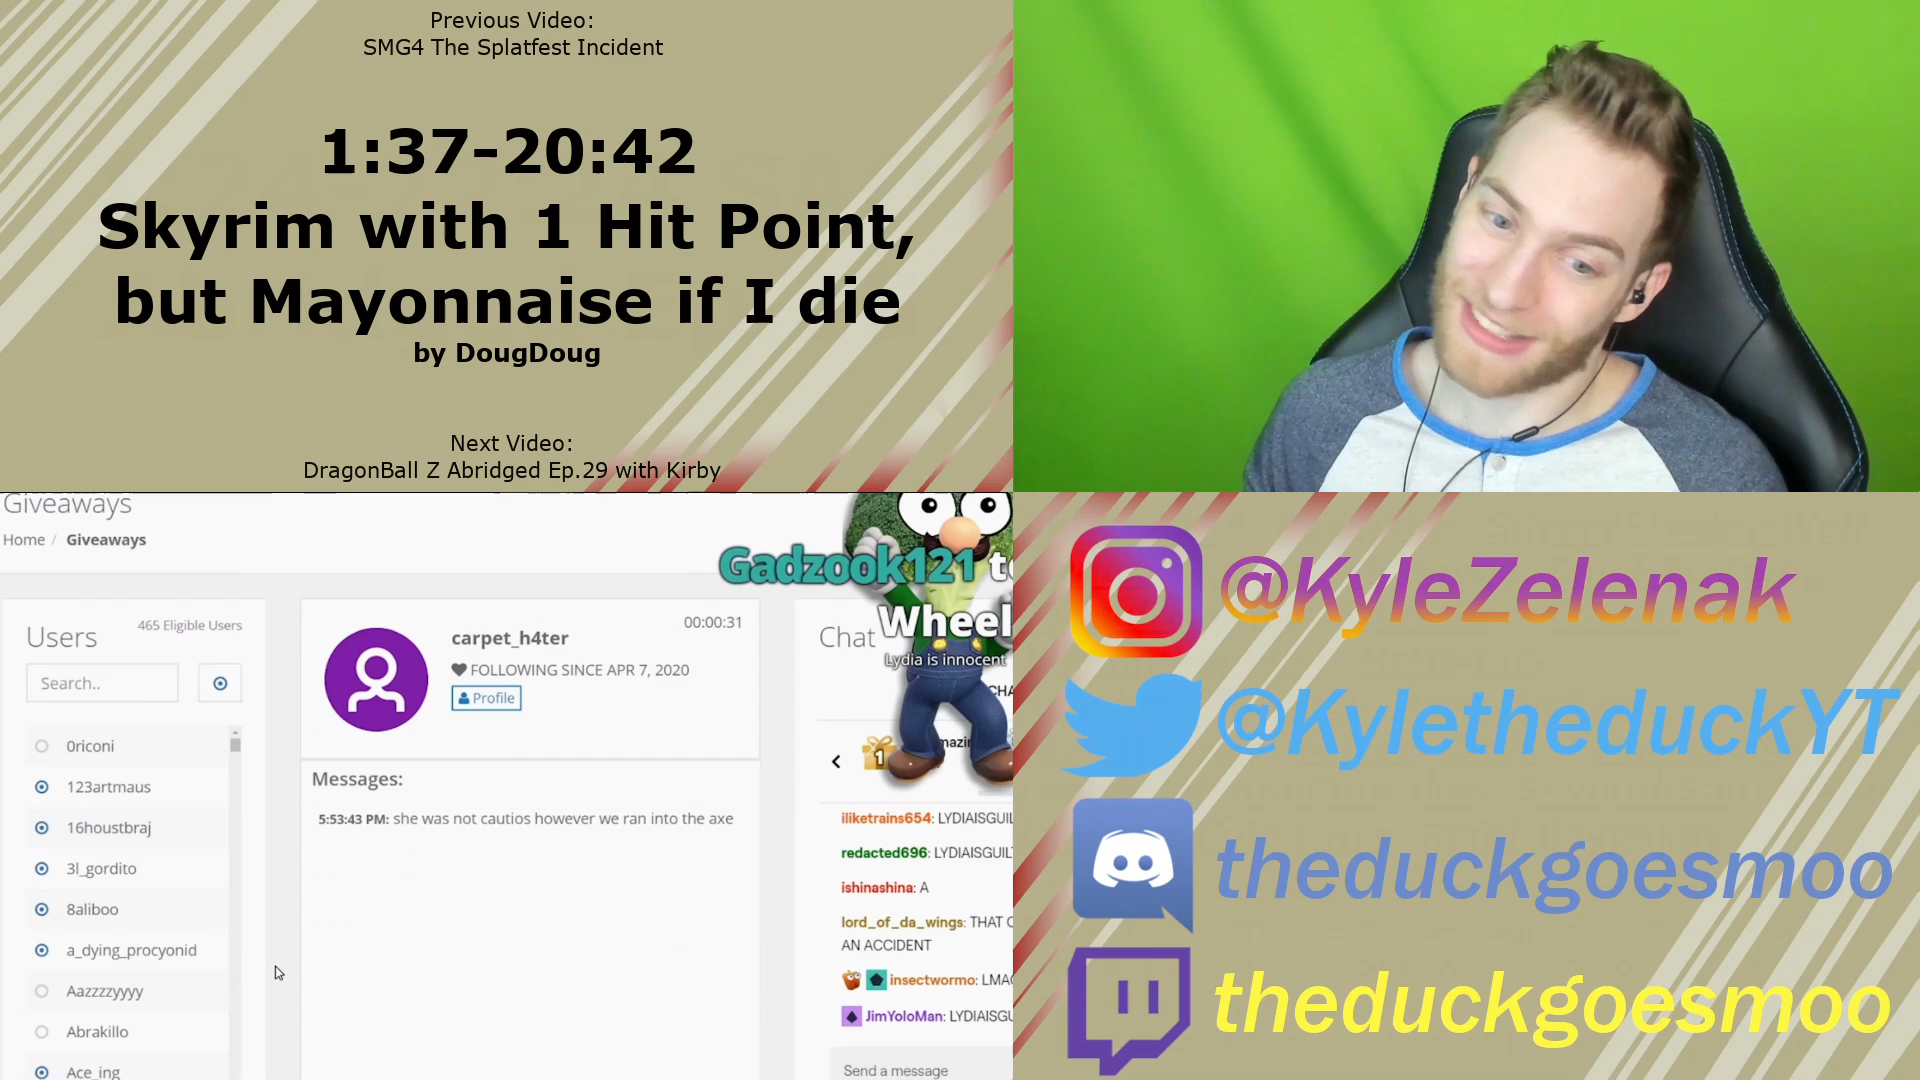 Previous Video:
SMG4 The Splatfest Incident
1:37-20:42
Skyrim with 1 Hit Point,
but Mayonnaise if I die
by DougDoug
Next Video:
DragonBall Z Abridged Ep.29 with Kirby
Giveaways
Home / Giveaways
Users
465 Eligible Users
Search..
0riconi
123artmaus
16houstbraj
3l_gordito
8aliboo
a_dying_procyonid
Aazzzzyyyy
Abrakillo
Ace_ing
00:00:31
carpet_h4ter
FOLLOWING SINCE APR 7, 2020
Profile
Messages:
5:53:43 PM: she was not cautios however we ran into the axe
Gadzook121
Wheel
Lydia is innocent
Chat
1
iliketrains654: LYDIAISGUIL
redacted696: LYDIAISGUIL
ishinashina: A
lord_of_da_wings: THAT
AN ACCIDENT
insectwormo: LMA
JimYoloMan: LYDIAISGU
Send a message
@KyleZelenak
@KyletheduckYT
theduckgoesmoo
theduckgoesmoo